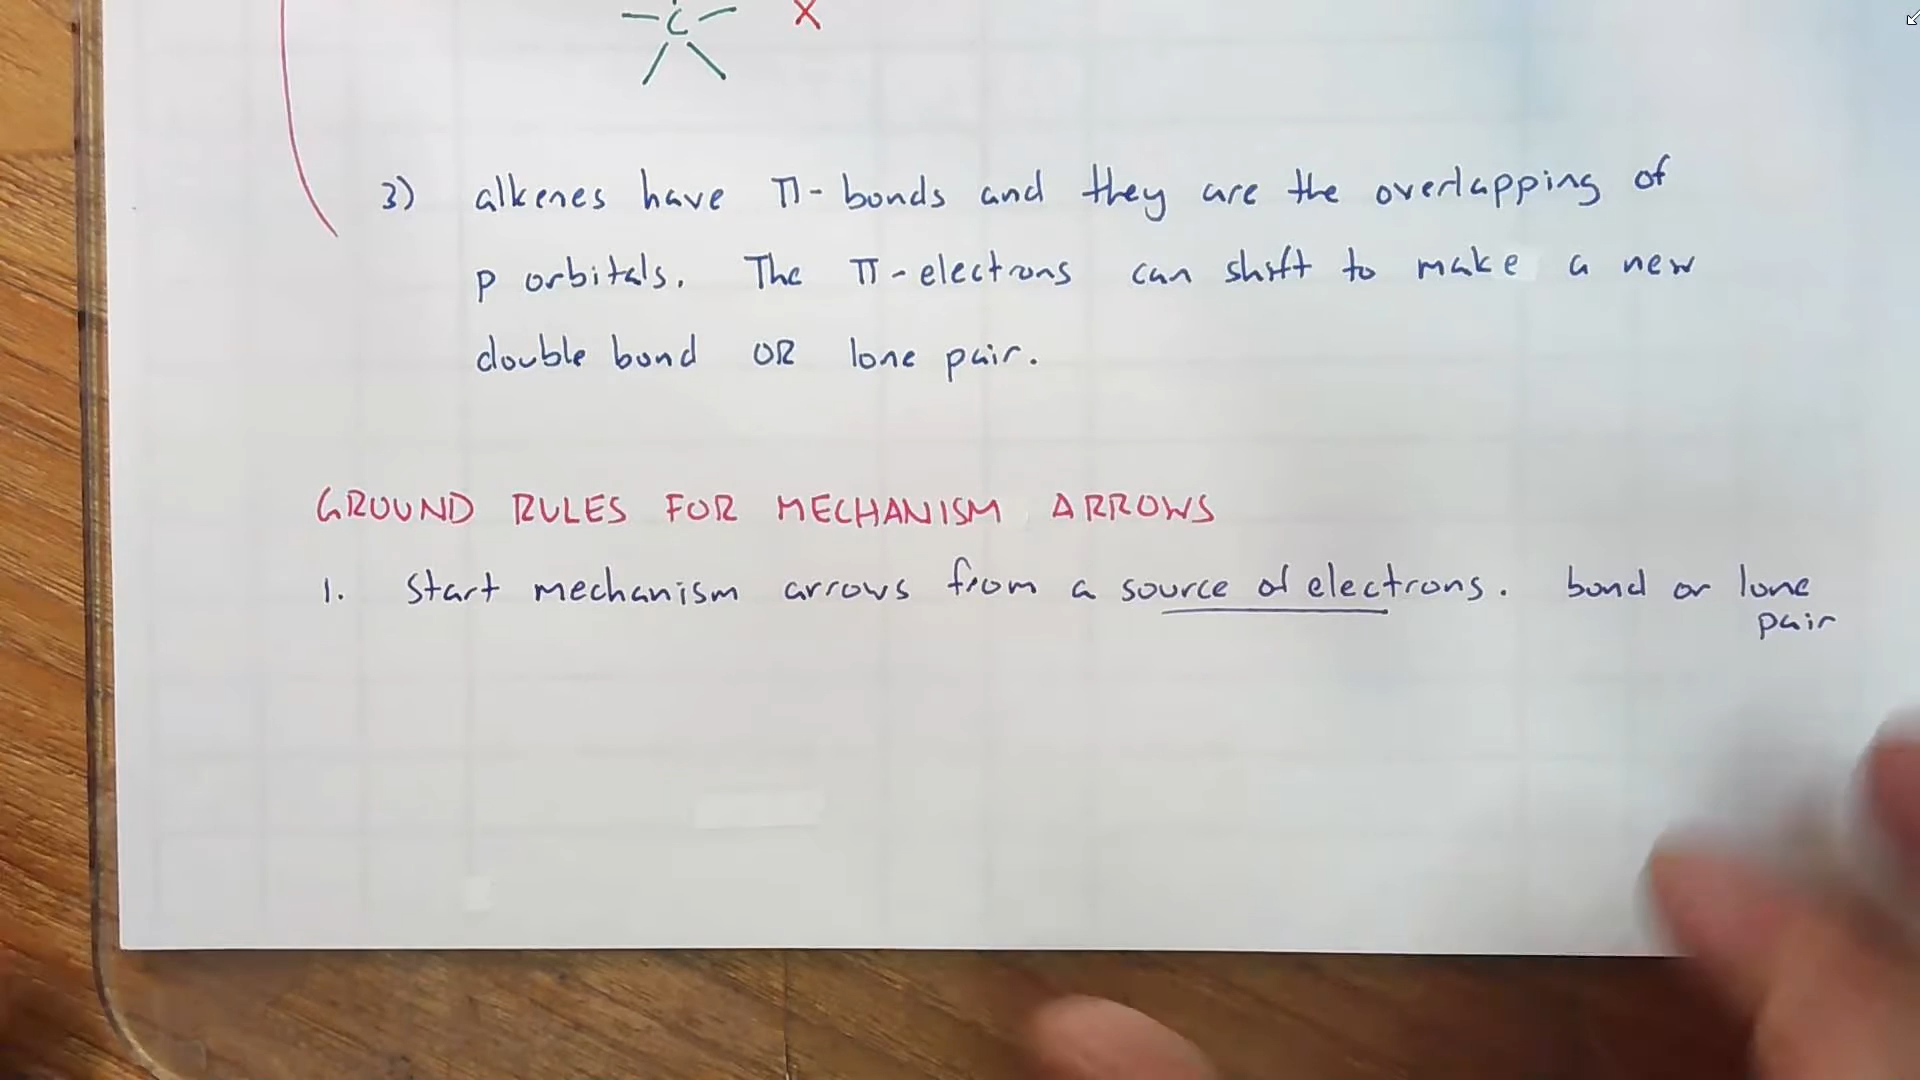 C X
3) alkenes have π-bonds and they are the overlapping of
p orbitals. The π-electrons can shift to make a new
double bond OR lone pair.
GROUND RULES FOR MECHANISM ARROWS
1. Start mechanism arrows from a source of electrons. bond or lone
pair